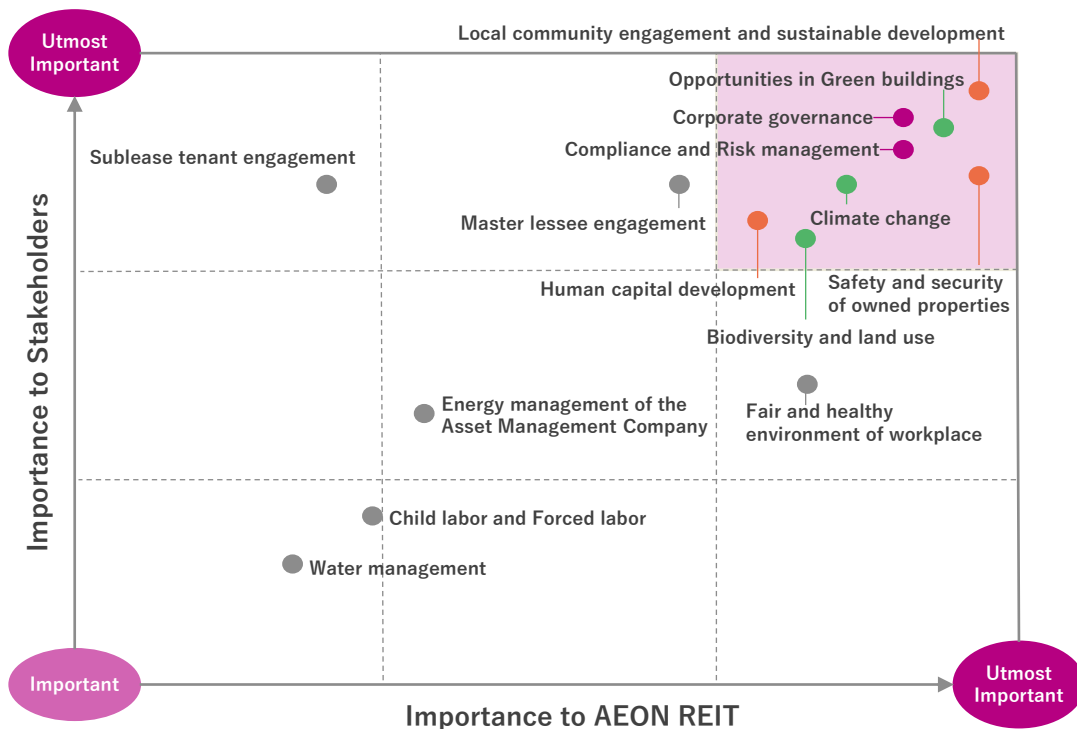 Utmost
Important
Local community engagement and sustainable development
Opportunities in Green buildings
Corporate governance
Compliance and Risk management
Sublease tenant engagement
Master lessee engagement
Climate change
Human capital development
Safety and security
of owned properties
Biodiversity and land use
Energy management of the
Asset Management Company
Fair and healthy
environment of workplace
Child labor and Forced labor
Water management
Importance to Stakeholders
Important
Utmost
Important
Importance to AEON REIT